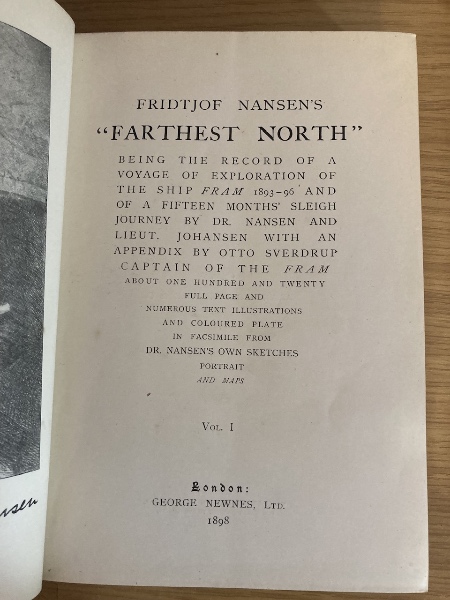 FRIDTJOF NANSEN'S
"FARTHEST NORTH"
BEING THE RECORD OF A
VOYAGE OF EXPLORATION OF
THE SHIP FRAM 1893-96 AND
OF A FIFTEEN MONTHS' SLEIGH
JOURNEY BY DR. NANSEN AND
LIEUT. JOHANSEN WITH AN
APPENDIX BY OTTO SVERDRUP
CAPTAIN OF THE FRAM
ABOUT ONE HUNDRED AND TWENTY
FULL PAGE AND
NUMEROUS TEXT ILLUSTRATIONS
AND COLOURED PLATE
IN FACSIMILE FROM
DR. NANSEN'S OWN SKETCHES
PORTRAIT
AND MAPS
VOL. I
London:
GEORGE NEWNES, LTD.
1898
nsen